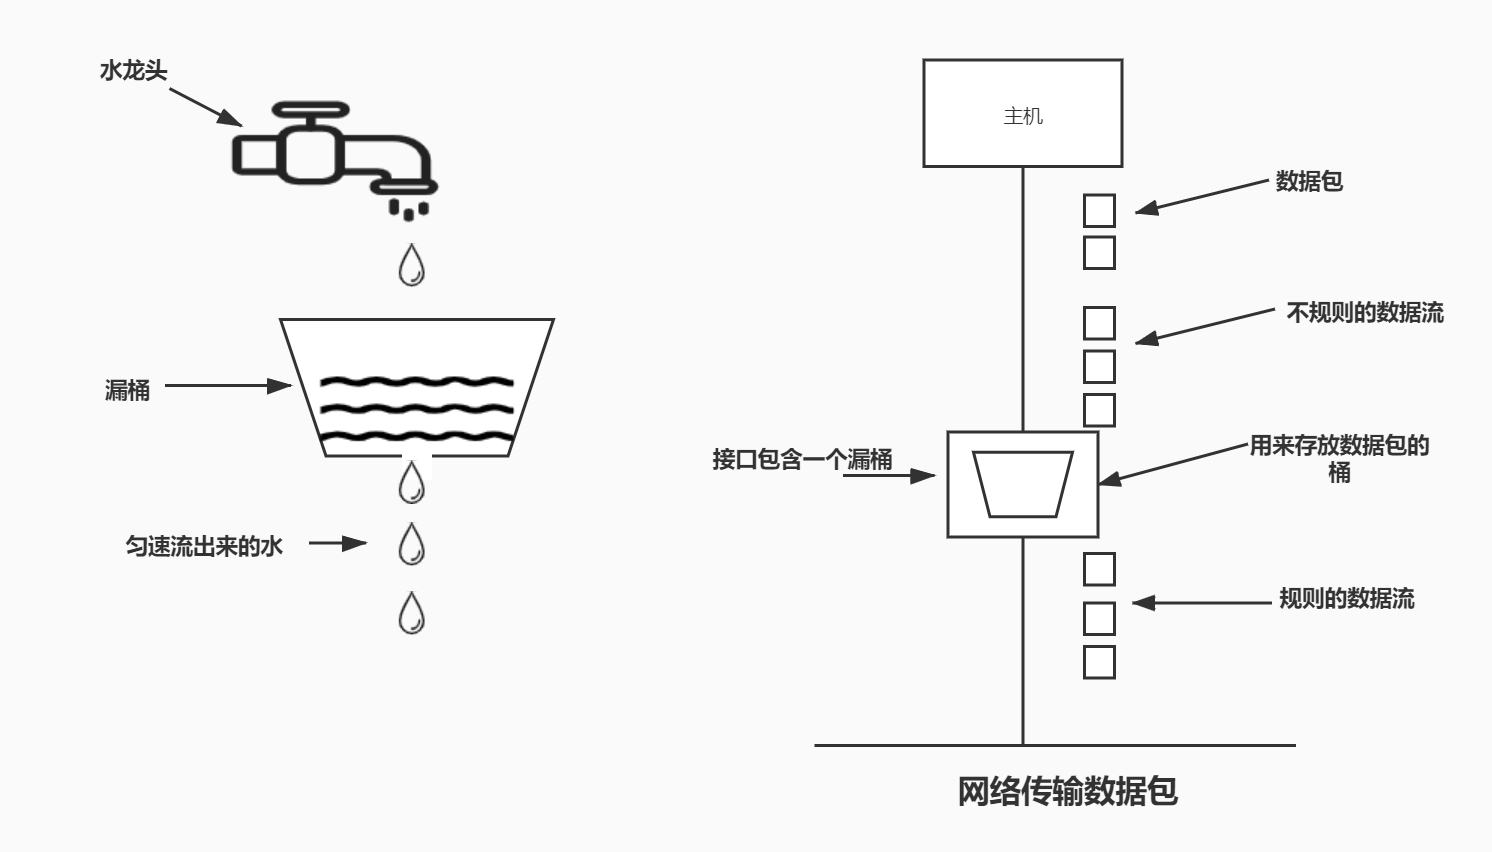 水龙头
漏桶
匀速流出来的水
主机
数据包
不规则的数据流
接口包含一个漏桶
用来存放数据包的
桶
规则的数据流
网络传输数据包